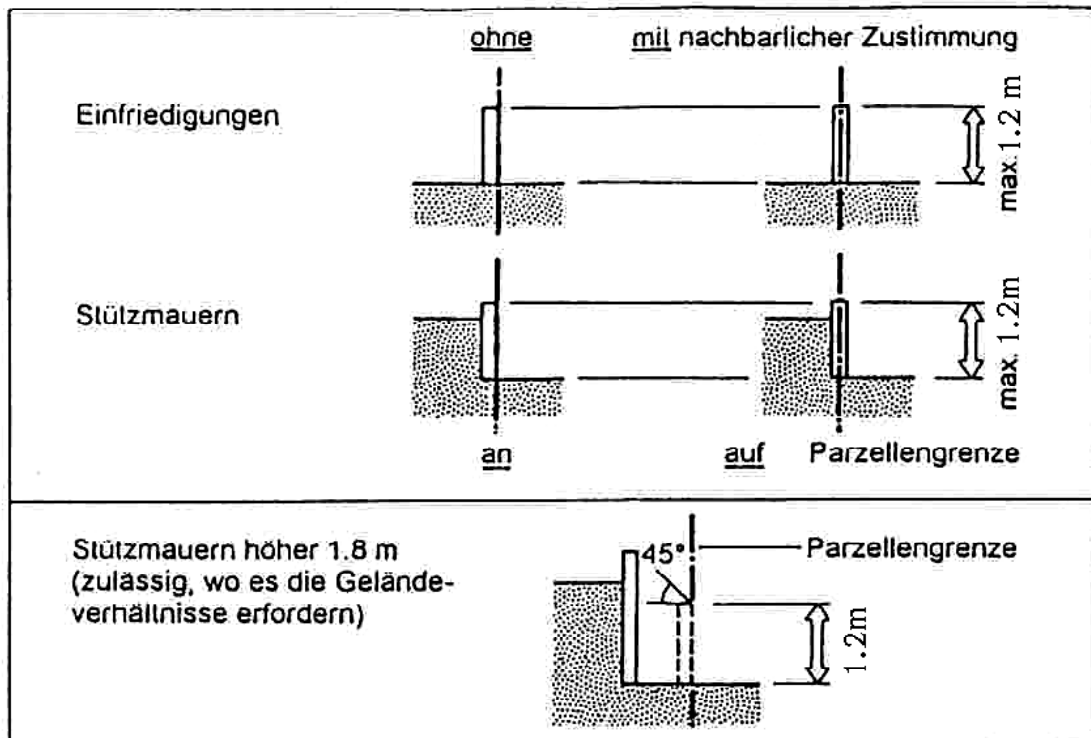 ohne mit nachbarlicher Zustimmung
Einfriedigungen
max. 1.2 m
Stützmauern
max. 1.2m
an auf Parzellengrenze
Stützmauern höher 1.8 m
(zulässig, wo es die Gelände-
verhältnisse erfordern)
45°
Parzellengrenze
1.2m